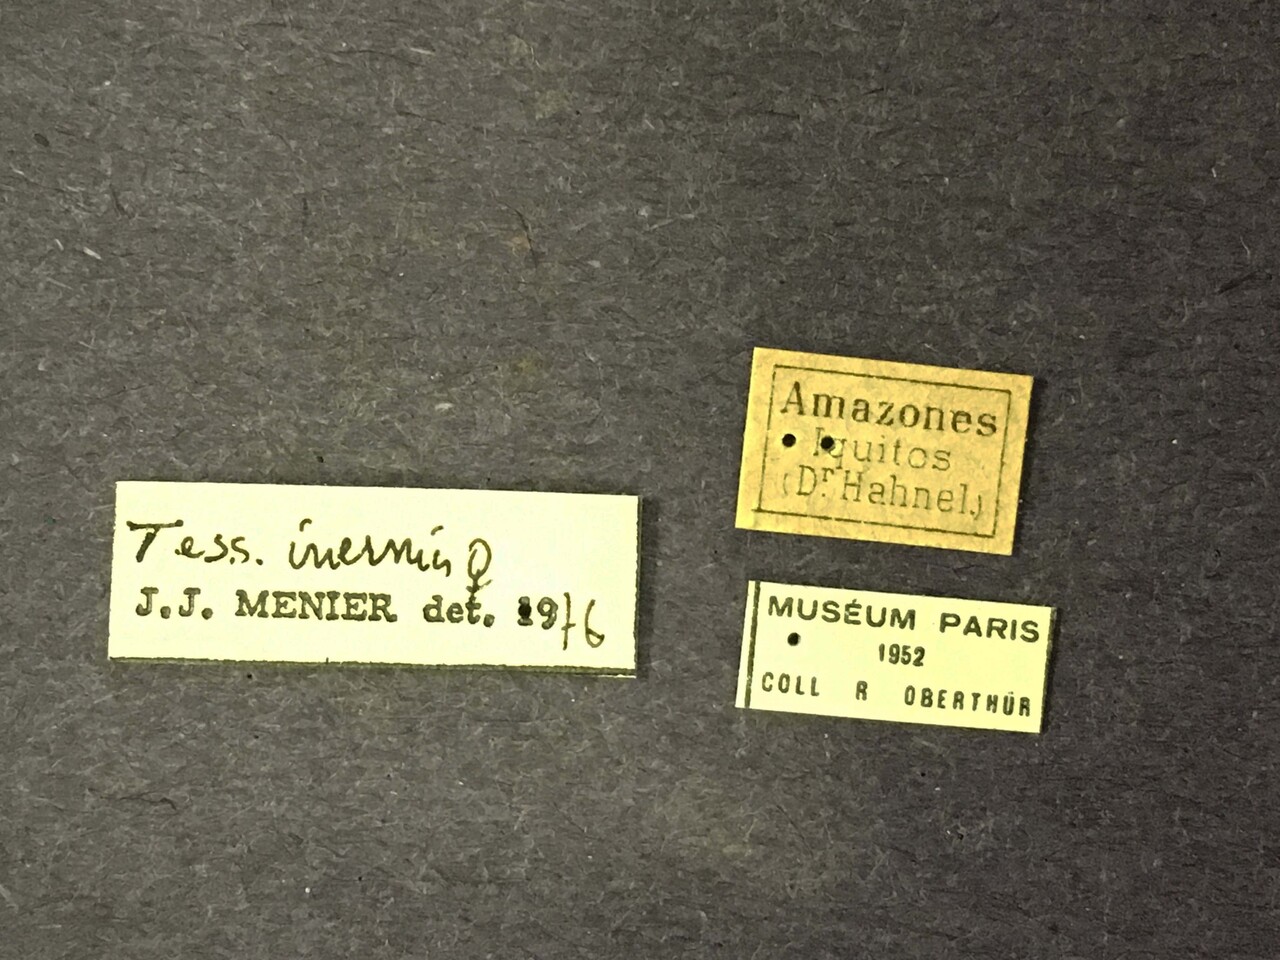 Tess. inermis ♀
J.J. MENIER det. 1976
Amazones
Iquitos
(Dr Hahnel.)
MUSÉUM PARIS
1952
COLL R OBERTHÜR